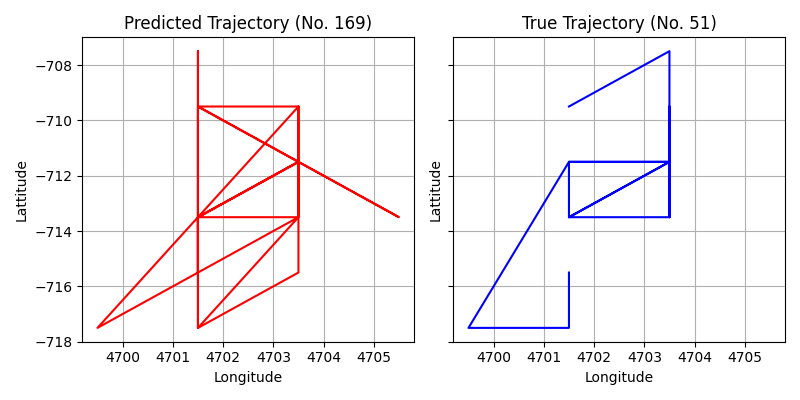 Predicted Trajectory (No. 169)
True Trajectory (No. 51)
−708
−710
−712
−714
−716
−718
Lattitude
Lattitude
4700 4701 4702 4703 4704 4705
4700 4701 4702 4703 4704 4705
Longitude
Longitude